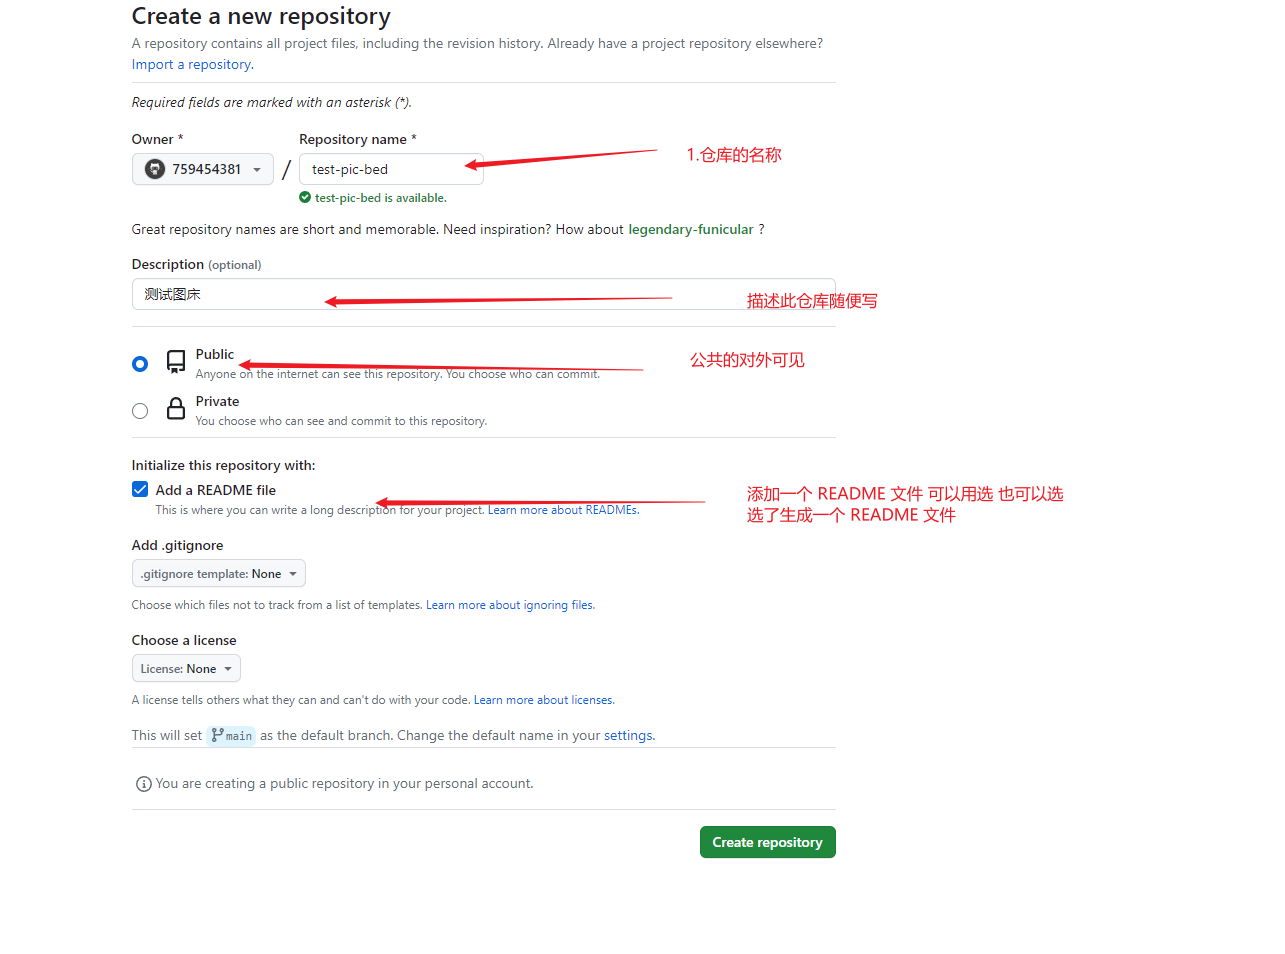 Create a new repository
A repository contains all project files, including the revision history. Already have a project repository elsewhere?
Import a repository.
Required fields are marked with an asterisk (*).
Owner *
Repository name *
759454381
/
test-pic-bed
1.仓库的名称
test-pic-bed is available.
Great repository names are short and memorable. Need inspiration? How about legendary-funicular ?
Description (optional)
测试图床
描述此仓库随便写
Public
Anyone on the internet can see this repository. You choose who can commit.
公共的对外可见
Private
You choose who can see and commit to this repository.
Initialize this repository with:
Add a README file
This is where you can write a long description for your project. Learn more about READMEs.
添加一个 README 文件 可以用选 也可以选
选了生成一个 README 文件
Add .gitignore
.gitignore template: None
Choose which files not to track from a list of templates. Learn more about ignoring files.
Choose a license
License: None
A license tells others what they can and can't do with your code. Learn more about licenses.
This will set main as the default branch. Change the default name in your settings.
You are creating a public repository in your personal account.
Create repository